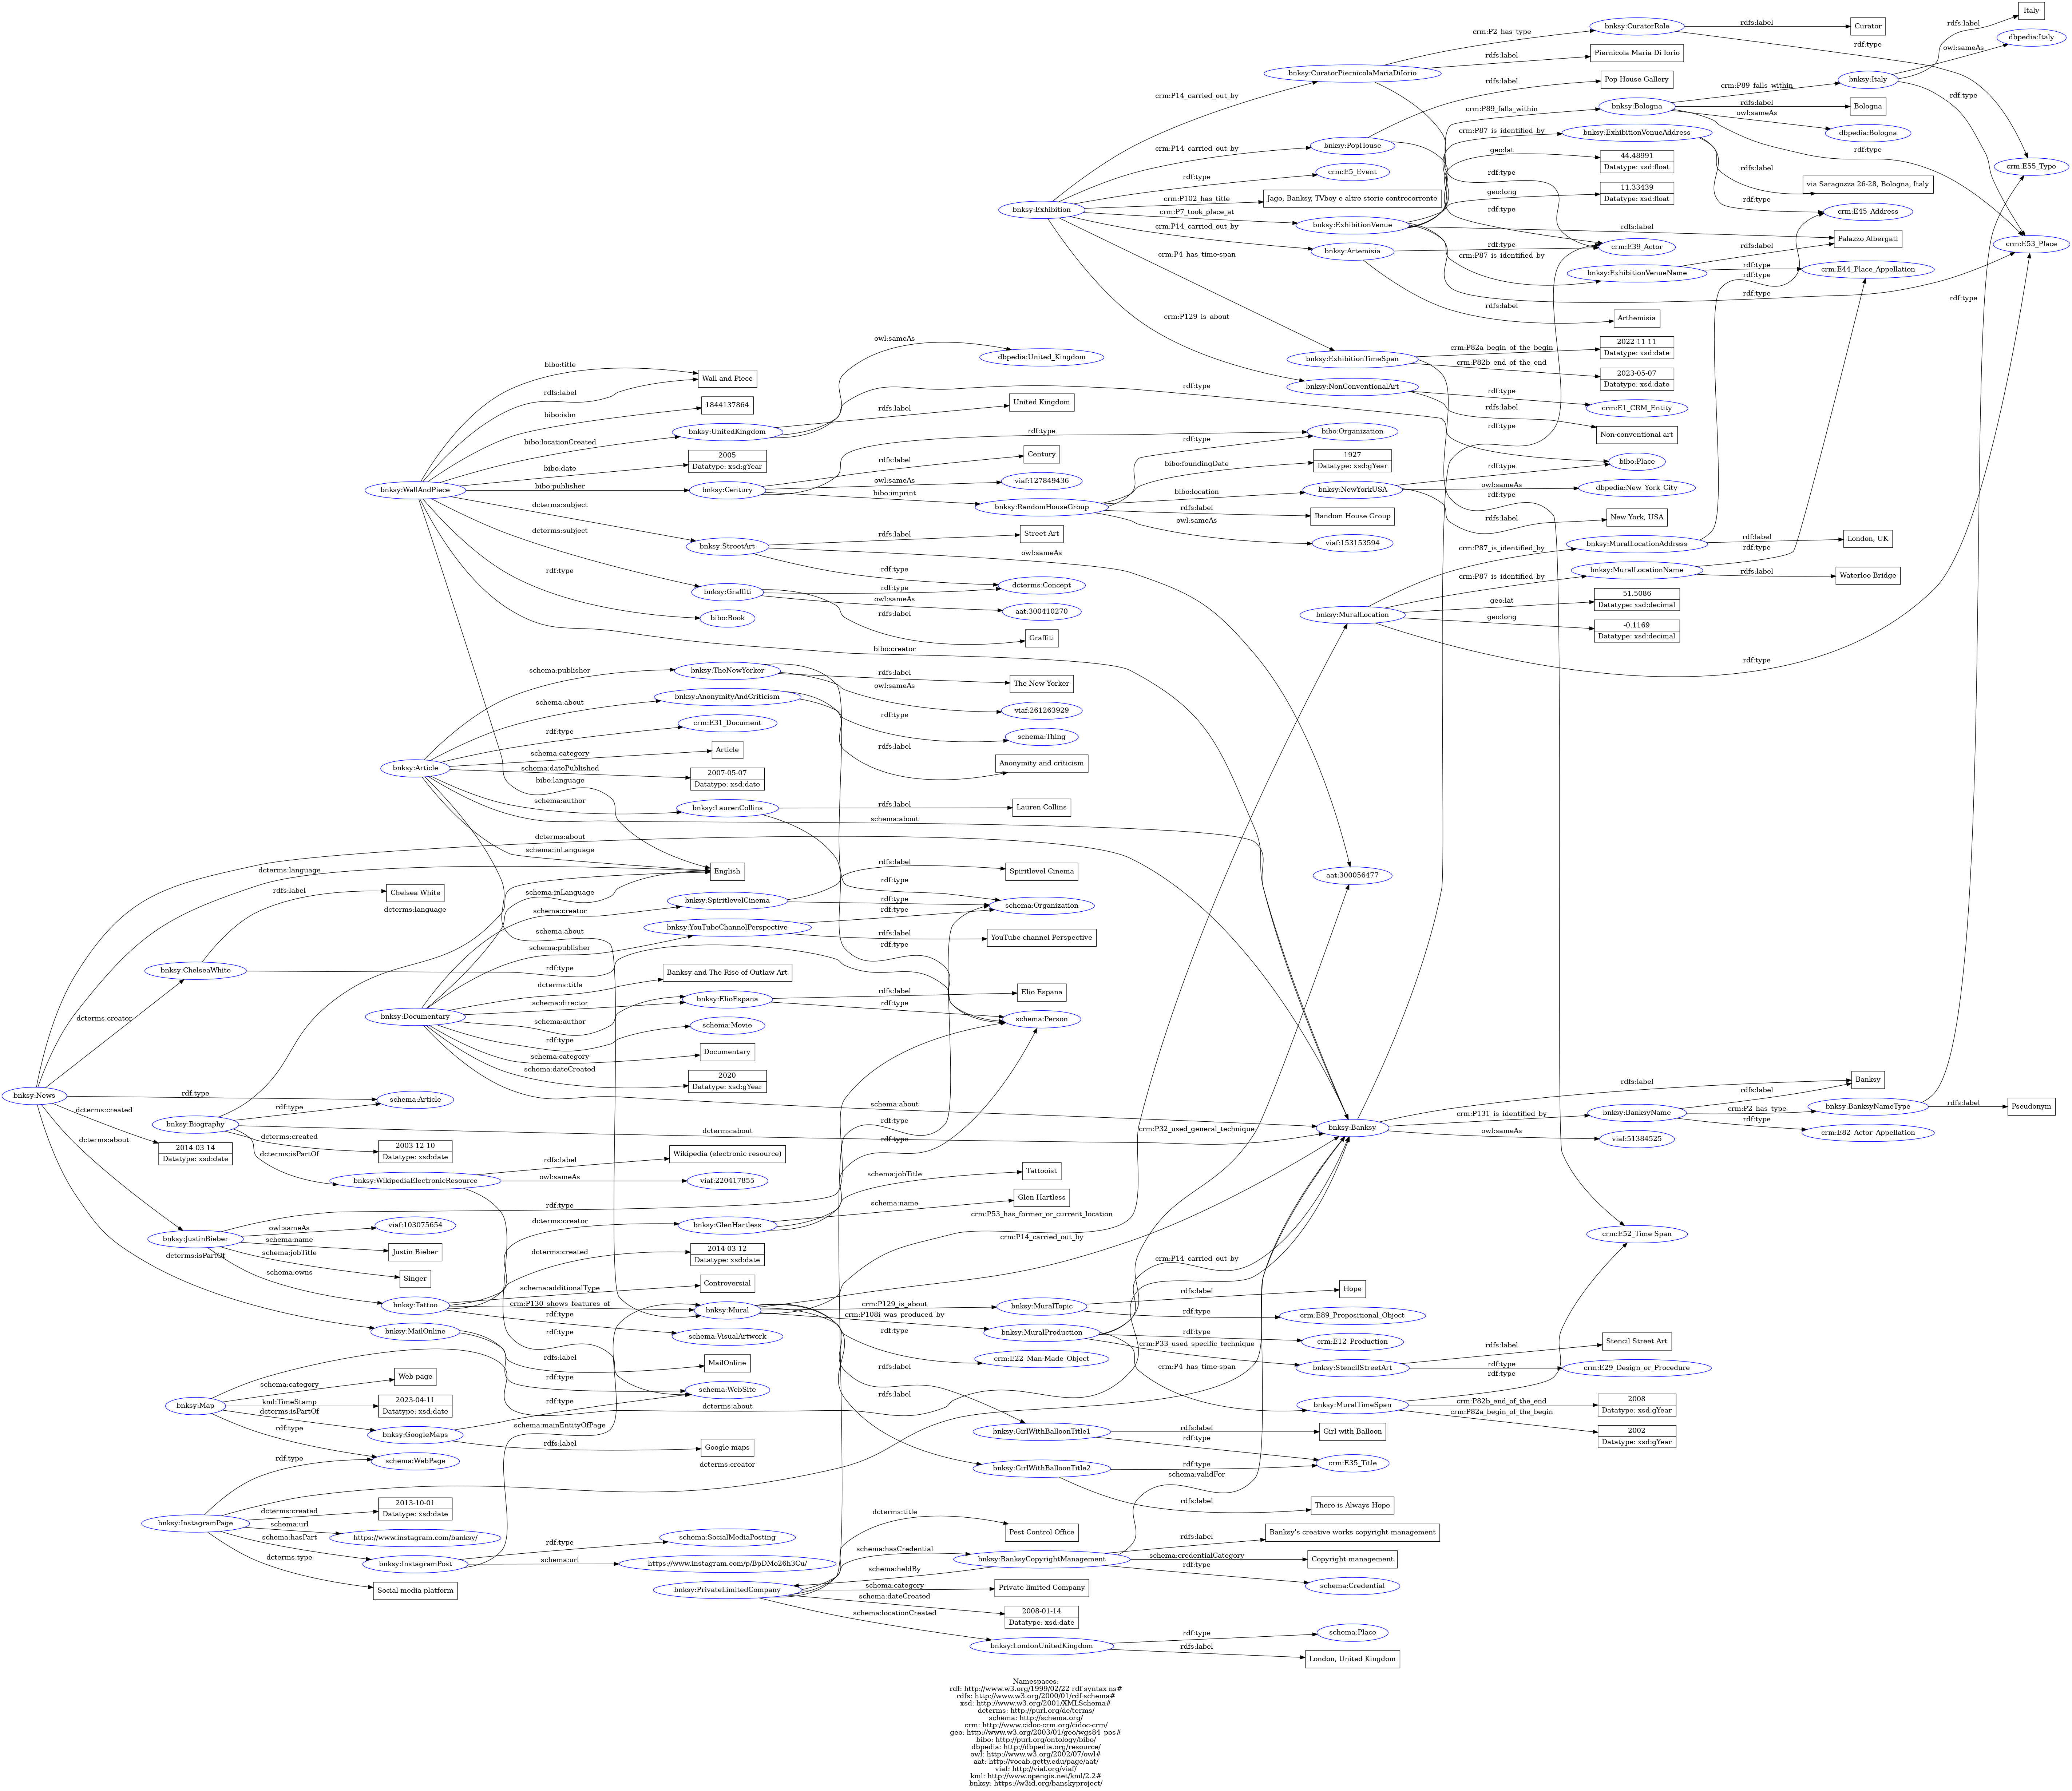 bnksy:CuratorRole
rdfs:label
Curator
Italy
rdfs:label
dbpedia:Italy
owl:sameAs
crm:P2_has_type
rdf:type
bnksy:CuratorPiernicolaMariaDiIorio
rdfs:label
Piernicola Maria Di Iorio
Pop House Gallery
rdfs:label
bnksy:Italy
crm:P89_falls_within
rdf:type
crm:P14_carried_out_by
crm:P89_falls_within
bnksy:Bologna
rdfs:label
Bologna
owl:sameAs
dbpedia:Bologna
crm:P87_is_identified_by
bnksy:ExhibitionVenueAddress
crm:P14_carried_out_by
bnksy:PopHouse
geo:lat
44.48991
Datatype: xsd:float
rdf:type
crm:E55_Type
rdf:type
crm:E5_Event
rdf:type
rdfs:label
via Saragozza 26-28, Bologna, Italy
geo:long
11.33439
Datatype: xsd:float
crm:P102_has_title
Jago, Banksy, TVboy e altre storie controcorrente
rdf:type
bnksy:Exhibition
crm:P7_took_place_at
bnksy:ExhibitionVenue
rdf:type
crm:E45_Address
crm:P14_carried_out_by
bnksy:Artemisia
rdf:type
crm:E39_Actor
rdfs:label
Palazzo Albergati
crm:E53_Place
crm:P4_has_time-span
crm:P87_is_identified_by
bnksy:ExhibitionVenueName
rdfs:label
rdf:type
rdf:type
crm:E44_Place_Appellation
rdf:type
rdf:type
rdfs:label
Arthemisia
crm:P129_is_about
owl:sameAs
dbpedia:United_Kingdom
bnksy:ExhibitionTimeSpan
crm:P82a_begin_of_the_begin
2022-11-11
Datatype: xsd:date
crm:P82b_end_of_the_end
2023-05-07
Datatype: xsd:date
bibo:title
Wall and Piece
rdfs:label
rdf:type
bnksy:NonConventionalArt
rdf:type
crm:E1_CRM_Entity
rdfs:label
Non-conventional art
bibo:isbn
1844137864
rdfs:label
United Kingdom
bibo:locationCreated
bnksy:UnitedKingdom
rdf:type
bibo:Organization
rdf:type
rdf:type
bibo:date
2005
Datatype: xsd:gYear
rdfs:label
Century
bibo:foundingDate
1927
Datatype: xsd:gYear
rdf:type
bibo:Place
bnksy:WallAndPiece
bibo:publisher
bnksy:Century
owl:sameAs
viaf:127849436
bibo:imprint
bnksy:RandomHouseGroup
bibo:location
bnksy:NewYorkUSA
owl:sameAs
dbpedia:New_York_City
rdf:type
rdfs:label
Random House Group
rdfs:label
New York, USA
owl:sameAs
viaf:153153594
dcterms:subject
bnksy:StreetArt
rdfs:label
Street Art
owl:sameAs
dcterms:subject
bnksy:Graffiti
rdf:type
dcterms:Concept
rdf:type
owl:sameAs
aat:300410270
rdfs:label
Graffiti
rdf:type
bibo:Book
bibo:creator
crm:P87_is_identified_by
bnksy:MuralLocationAddress
rdf:label
London, UK
rdf:type
crm:P87_is_identified_by
bnksy:MuralLocationName
rdfs:label
Waterloo Bridge
bnksy:MuralLocation
geo:lat
51.5086
Datatype: xsd:decimal
geo:long
-0.1169
Datatype: xsd:decimal
rdf:type
schema:publisher
bnksy:TheNewYorker
rdfs:label
The New Yorker
owl:sameAs
viaf:261263929
schema:about
bnksy:AnonymityAndCriticism
rdf:type
schema:Thing
rdfs:label
Anonymity and criticism
rdf:type
crm:E31_Document
bnksy:Article
schema:category
Article
schema:datePublished
2007-05-07
Datatype: xsd:date
bibo:language
schema:author
bnksy:LaurenCollins
rdfs:label
Lauren Collins
schema:about
dcterms:about
schema:inLanguage
dcterms:language
English
rdfs:label
Chelsea White
dcterms:language
schema:inLanguage
rdfs:label
Spiritlevel Cinema
rdf:type
schema:creator
bnksy:SpiritlevelCinema
rdf:type
schema:Organization
rdf:type
aat:300056477
schema:about
bnksy:YouTubeChannelPerspective
rdfs:label
YouTube channel Perspective
schema:publisher
rdf:type
bnksy:ChelseaWhite
rdf:type
dcterms:title
Banksy and The Rise of Outlaw Art
dcterms:creator
bnksy:Documentary
schema:director
bnksy:ElioEspana
rdfs:label
Elio Espana
rdf:type
schema:Person
schema:author
rdf:type
schema:Movie
schema:category
Documentary
schema:dateCreated
2020
Datatype: xsd:gYear
bnksy:News
rdf:type
schema:Article
schema:about
rdf:type
rdf:type
dcterms:created
2014-03-14
Datatype: xsd:date
bnksy:Biography
dcterms:about
dcterms:created
2003-12-10
Datatype: xsd:date
dcterms:about
dcterms:isPartOf
crm:P32_used_general_technique
bnksy:Banksy
rdfs:label
Banksy
crm:P131_is_identified_by
bnksy:BanksyName
rdfs:label
crm:P2_has_type
bnksy:BanksyNameType
rdfs:label
Pseudonym
rdf:type
crm:E82_Actor_Appellation
owl:sameAs
viaf:51384525
rdfs:label
Wikipedia (electronic resource)
rdf:type
bnksy:WikipediaElectronicResource
owl:sameAs
viaf:220417855
schema:jobTitle
Tattooist
rdf:type
schema:name
Glen Hartless
crm:P53_has_former_or_current_location
owl:sameAs
viaf:103075654
bnksy:JustinBieber
schema:name
Justin Bieber
dcterms:creator
bnksy:GlenHartless
crm:P14_carried_out_by
crm:E52_Time-Span
dcterms:isPartOf
schema:jobTitle
Singer
dcterms:created
2014-03-12
Datatype: xsd:date
crm:P14_carried_out_by
schema:owns
schema:additionalType
Controversial
bnksy:Tattoo
crm:P130_shows_features_of
bnksy:Mural
crm:P129_is_about
bnksy:MuralTopic
rdfs:label
Hope
rdf:type
crm:E89_Propositional_Object
rdf:type
schema:VisualArtwork
crm:P108i_was_produced_by
bnksy:MuralProduction
rdf:type
crm:E12_Production
bnksy:MailOnline
rdf:type
rdf:type
crm:E22_Man-Made_Object
crm:P33_used_specific_technique
bnksy:StencilStreetArt
rdfs:label
Stencil Street Art
rdf:type
crm:E29_Design_or_Procedure
rdfs:label
MailOnline
rdfs:label
crm:P4_has_time-span
rdf:type
schema:category
Web page
rdf:type
schema:WebSite
rdfs:label
bnksy:Map
kml:TimeStamp
2023-04-11
Datatype: xsd:date
rdf:type
dcterms:about
bnksy:MuralTimeSpan
crm:P82b_end_of_the_end
2008
Datatype: xsd:gYear
crm:P82a_begin_of_the_begin
2002
Datatype: xsd:gYear
dcterms:isPartOf
bnksy:GoogleMaps
schema:mainEntityOfPage
rdf:type
rdfs:label
Google maps
bnksy:GirlWithBalloonTitle1
rdfs:label
Girl with Balloon
rdf:type
rdf:type
schema:WebPage
dcterms:creator
bnksy:GirlWithBalloonTitle2
rdf:type
crm:E35_Title
schema:validFor
rdfs:label
There is Always Hope
dcterms:created
2013-10-01
Datatype: xsd:date
bnksy:InstagramPage
schema:url
https://www.instagram.com/banksy/
dcterms:title
Pest Control Office
schema:hasPart
bnksy:InstagramPost
rdf:type
schema:SocialMediaPosting
schema:url
https://www.instagram.com/p/BpDMo26h3Cu/
dcterms:type
Social media platform
schema:hasCredential
bnksy:BanksyCopyrightManagement
rdfs:label
Banksy's creative works copyright management
schema:credentialCategory
Copyright management
rdf:type
schema:Credential
schema:heldBy
bnksy:PrivateLimitedCompany
schema:category
Private limited Company
schema:dateCreated
2008-01-14
Datatype: xsd:date
schema:locationCreated
bnksy:LondonUnitedKingdom
rdf:type
schema:Place
rdfs:label
London, United Kingdom
Namespaces:
rdf: http://www.w3.org/1999/02/22-rdf-syntax-ns#
rdfs: http://www.w3.org/2000/01/rdf-schema#
xsd: http://www.w3.org/2001/XMLSchema#
dcterms: http://purl.org/dc/terms/
schema: http://schema.org/
crm: http://www.cidoc-crm.org/cidoc-crm/
geo: http://www.w3.org/2003/01/geo/wgs84_pos#
bibo: http://purl.org/ontology/bibo/
dbpedia: http://dbpedia.org/resource/
owl: http://www.w3.org/2002/07/owl#
aat: http://vocab.getty.edu/page/aat/
viaf: http://viaf.org/viaf/
kml: http://www.opengis.net/kml/2.2#
bnksy: https://w3id.org/banskyproject/